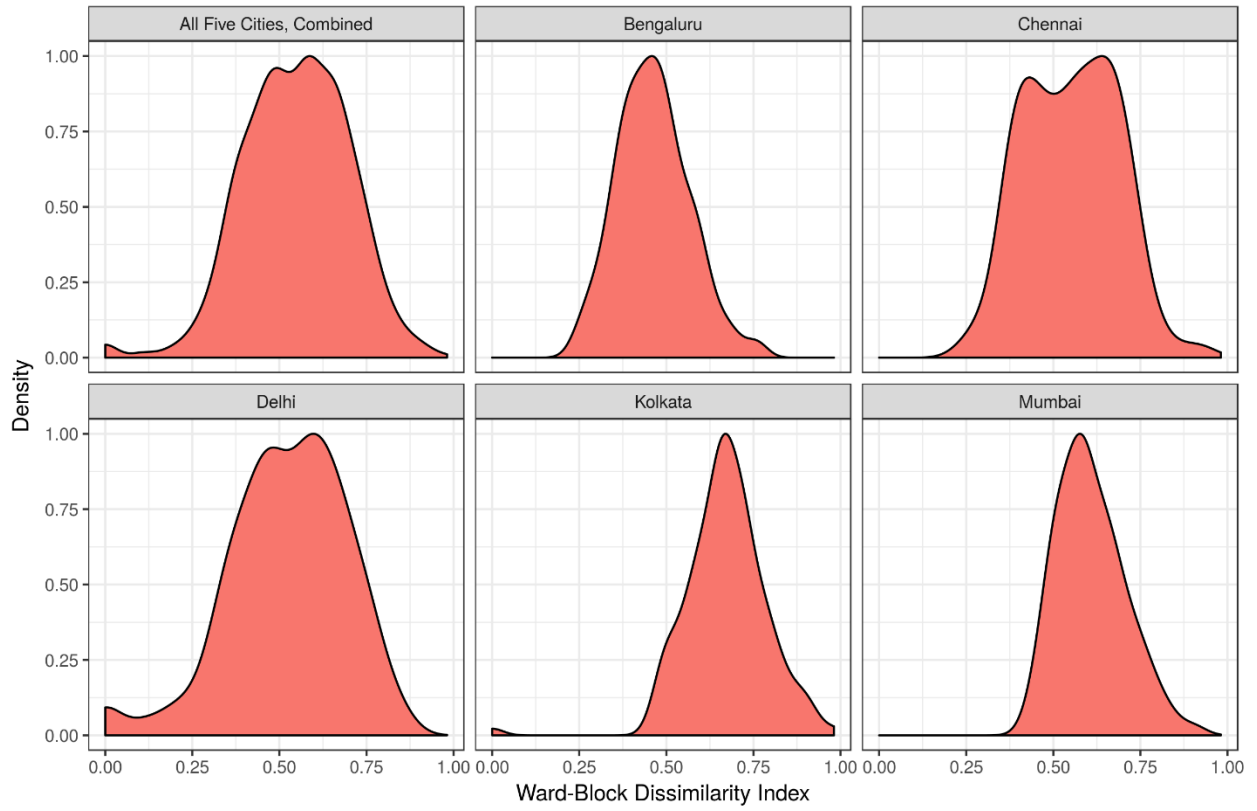 All Five Cities, Combined
Bengaluru
Chennai
1.00
0.75
0.50
0.25
0.00
Density
Delhi
Kolkata
Mumbai
1.00
0.75
0.50
0.25
0.00
0.00 0.25 0.50 0.75 1.00 0.00 0.25 0.50 0.75 1.00 0.00 0.25 0.50 0.75 1.00
Ward-Block Dissimilarity Index